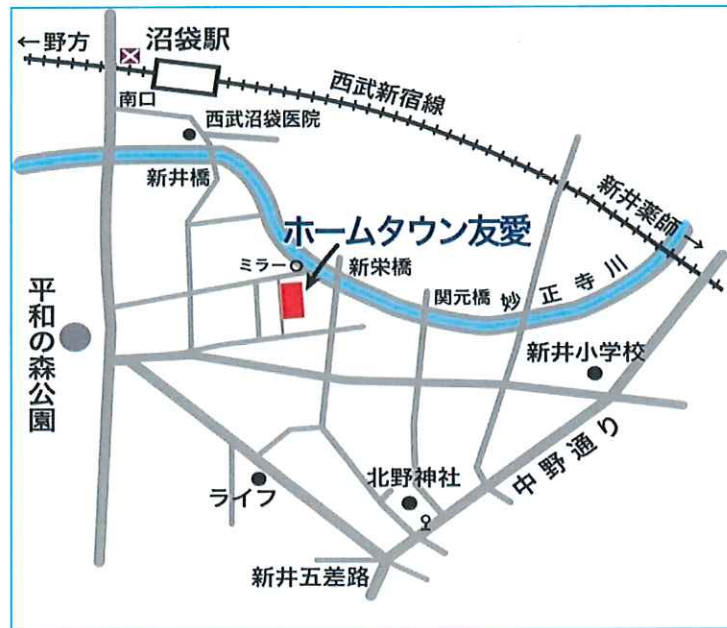 ←野方
沼袋駅
南口
西武沼袋医院
西武新宿線
新井橋
新井薬師→
ホームタウン友愛
ミラー
新栄橋
関元橋
妙正寺川
平和の森公園
新井小学校
中野通り
北野神社
ライフ
新井五差路